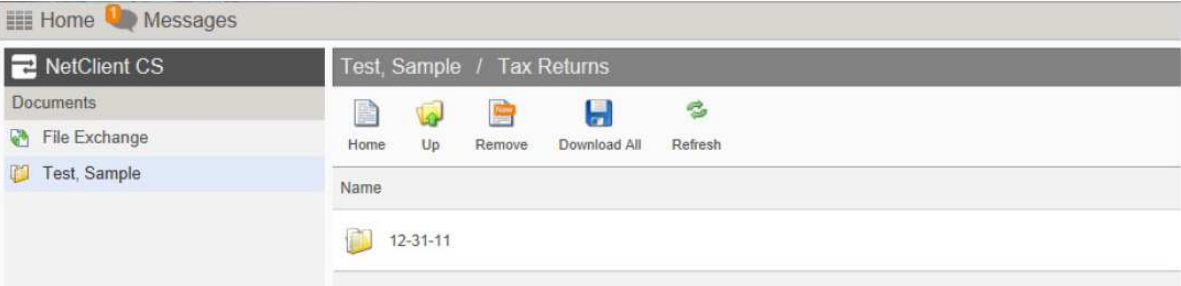 Home 1 Messages
NetClient CS
Documents
File Exchange
Test, Sample
Test, Sample / Tax Returns
Home Up New Remove Download All Refresh
Name
12-31-11